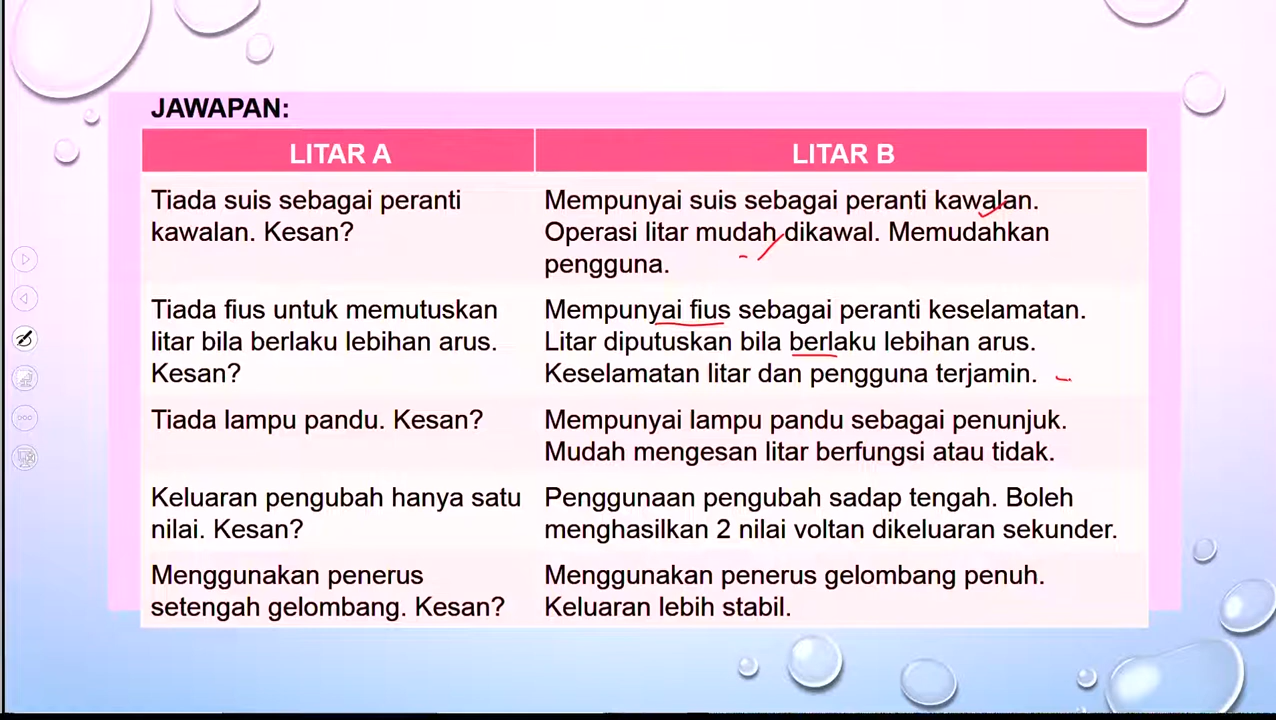 JAWAPAN:
LITAR A
LITAR B
Tiada suis sebagai peranti
kawalan. Kesan?
Mempunyai suis sebagai peranti kawalan.
Operasi litar mudah dikawal. Memudahkan
pengguna.
Tiada fius untuk memutuskan
litar bila berlaku lebihan arus.
Kesan?
Mempunyai fius sebagai peranti keselamatan.
Litar diputuskan bila berlaku lebihan arus.
Keselamatan litar dan pengguna terjamin.
Tiada lampu pandu. Kesan?
Mempunyai lampu pandu sebagai penunjuk.
Mudah mengesan litar berfungsi atau tidak.
Keluaran pengubah hanya satu
nilai. Kesan?
Penggunaan pengubah sadap tengah. Boleh
menghasilkan 2 nilai voltan dikeluaran sekunder.
Menggunakan penerus
setengah gelombang. Kesan?
Menggunakan penerus gelombang penuh.
Keluaran lebih stabil.